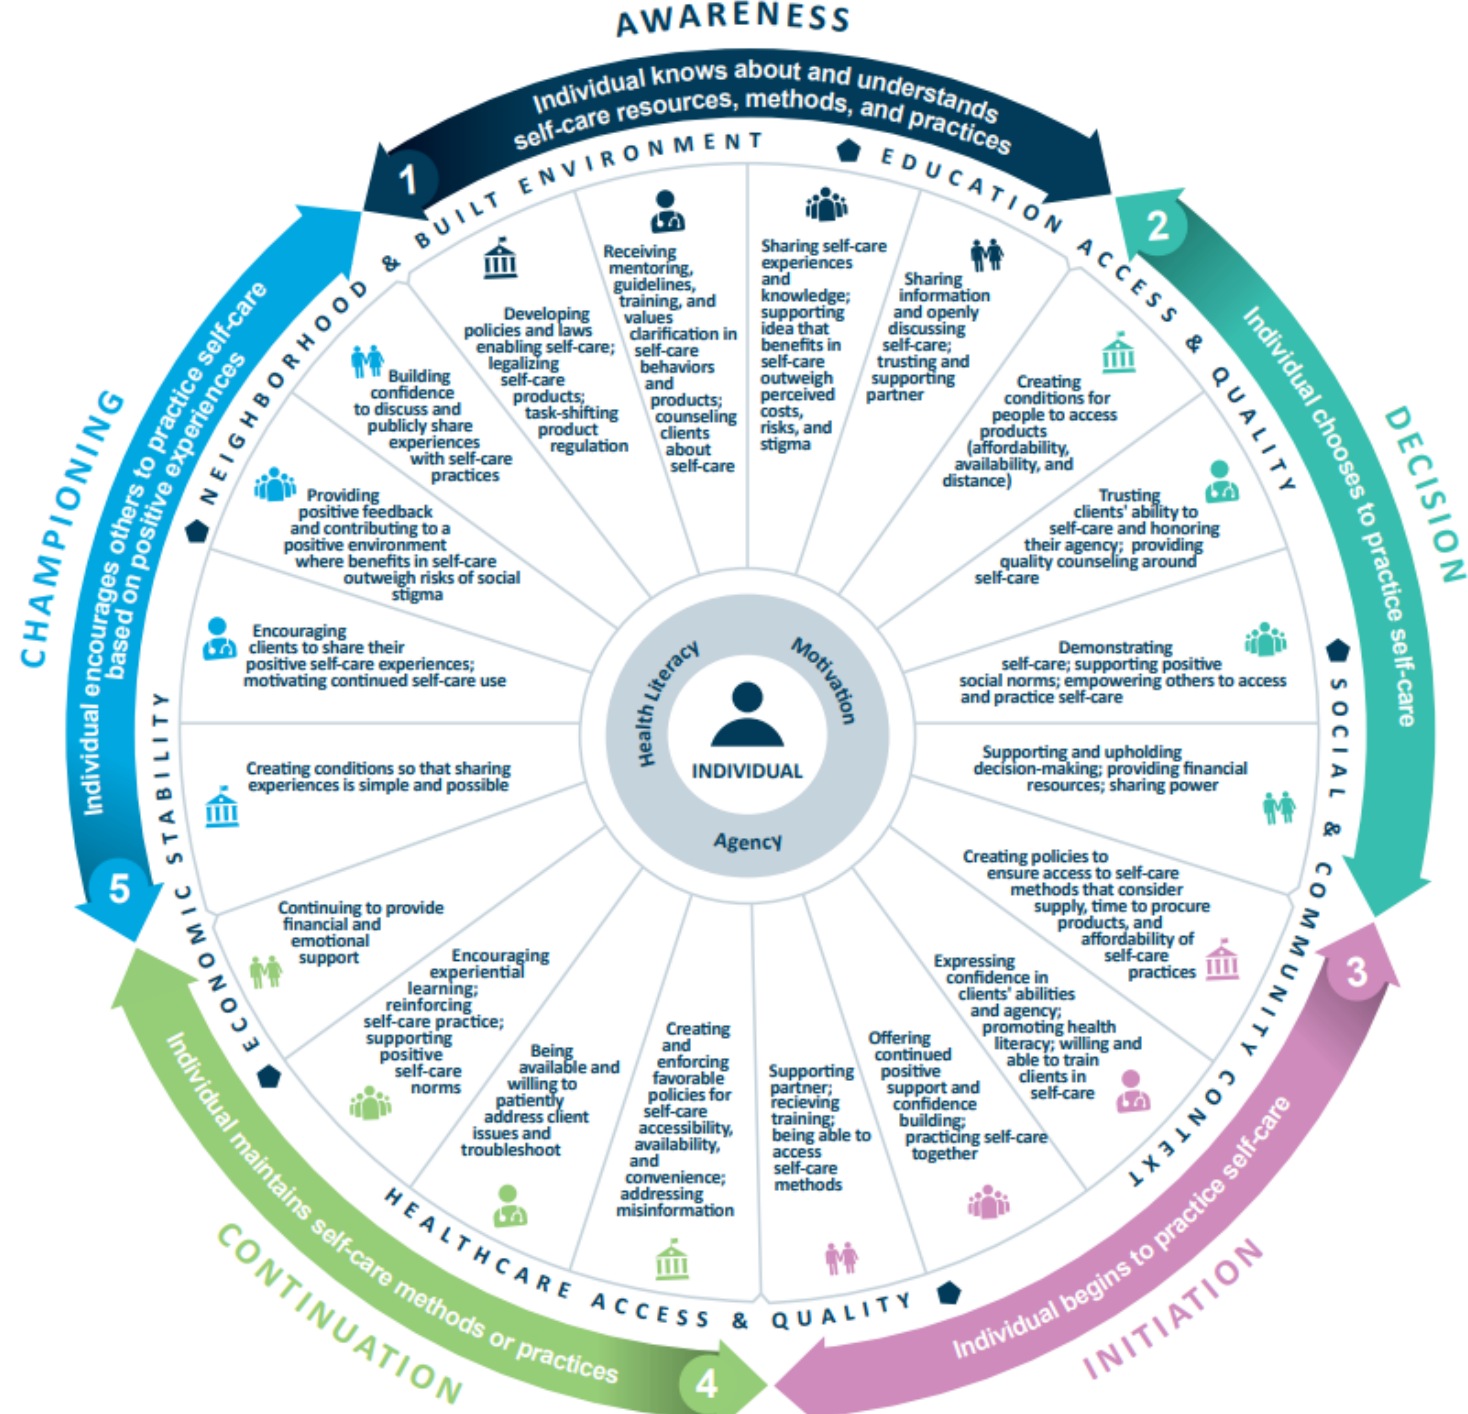 AWARENESS
Individual knows about and understands
self-care resources, methods, and practices
1
NEIGHBORHOOD & BUILT ENVIRONMENT
EDUCATION ACCESS & QUALITY
Developing
policies and laws
enabling self-care;
legalizing
self-care
products;
task-shifting
product
regulation
Receiving
mentoring,
guidelines,
training, and
values
clarification in
self-care
behaviors
and
products;
counseling
clients
about
self-care
Sharing self-care
experiences
and
knowledge;
supporting
idea that
benefits in
self-care
outweigh
perceived
costs,
risks, and
stigma
Sharing
information
and openly
discussing
self-care;
trusting and
supporting
partner
2
DECISION
Individual chooses to practice self-care
Creating
conditions for
people to access
products
(affordability,
availability, and
distance)
Trusting
clients' ability to
self-care and honoring
their agency; providing
quality counseling around
self-care
Demonstrating
self-care; supporting positive
social norms; empowering others to access
and practice self-care
Supporting and upholding
decision-making; providing financial
resources; sharing power
SOCIAL & COMMUNITY CONTEXT
3
INITIATION
Individual begins to practice self-care
Creating policies to
ensure access to self-care
methods that consider
supply, time to procure
products, and
affordability of
self-care
practices
Expressing
confidence in
clients' abilities
and agency;
promoting health
literacy; willing and
able to train
clients in
self-care
Offering
continued
positive
support and
confidence
building;
practicing self-care
together
Supporting
partner;
recieving
training;
being able to
access
self-care
methods
HEALTHCARE ACCESS & QUALITY
4
CONTINUATION
Individual maintains self-care methods or practices
Creating
and
enforcing
favorable
policies for
self-care
accessibility,
availability,
and
convenience;
addressing
misinformation
Being
available and
willing to
patiently
address client
issues and
troubleshoot
Encouraging
experiential
learning;
reinforcing
self-care practice;
supporting
positive
self-care
norms
Continuing to provide
financial and
emotional
support
ECONOMIC STABILITY
5
CHAMPIONING
Individual encourages others to practice self-care
based on positive experiences
Creating conditions so that sharing
experiences is simple and possible
Encouraging
clients to share their
positive self-care experiences;
motivating continued self-care use
Providing
positive feedback
and contributing to a
positive environment
where benefits in self-care
outweigh risks of social
stigma
Building
confidence
to discuss and
publicly share
experiences
with self-care
practices
Health Literacy
Motivation
INDIVIDUAL
Agency